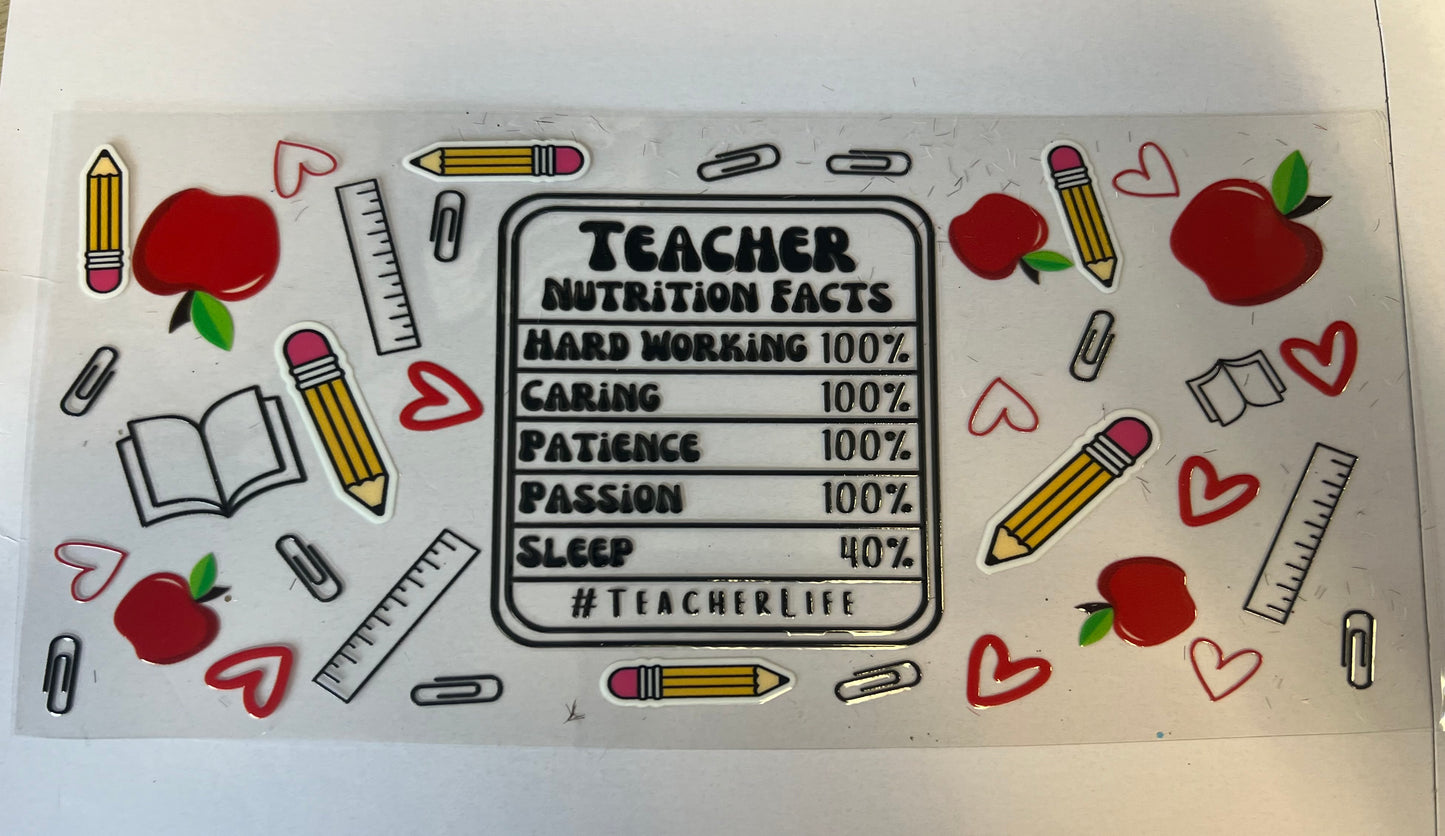 TEACHER
NUTRITION FACTS
HARD WORKING 100%
CARING 100%
PATIENCE 100%
PASSION 100%
SLEEP 40%
#TEACHERLIFE